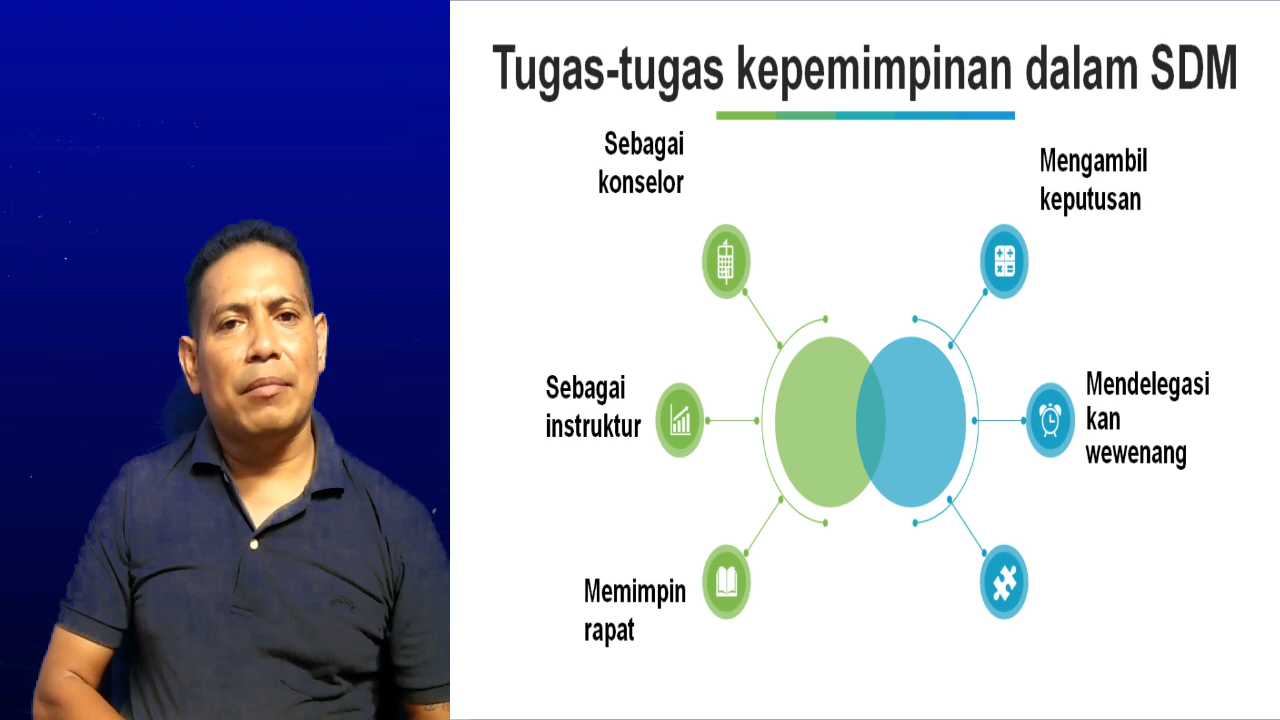 Tugas-tugas kepemimpinan dalam SDM
Sebagai
konselor
Mengambil
keputusan
Sebagai
instruktur
Mendelegasi
kan
wewenang
Memimpin
rapat